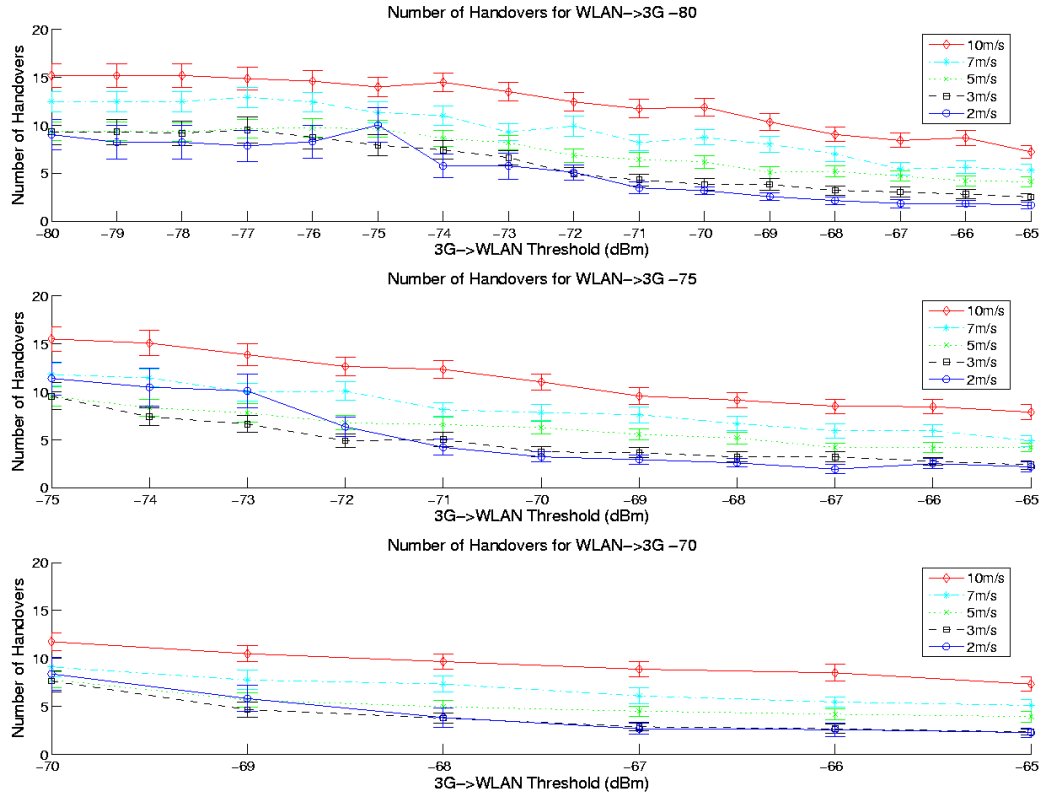 Number of Handovers for WLAN->3G -80
20
15
10
5
0
Number of Handovers
10m/s
7m/s
5m/s
3m/s
2m/s
-80 -79 -78 -77 -76 -75 -74 -73 -72 -71 -70 -69 -68 -67 -66 -65
3G->WLAN Threshold (dBm)
Number of Handovers for WLAN->3G -75
20
15
10
5
0
Number of Handovers
10m/s
7m/s
5m/s
3m/s
2m/s
-75 -74 -73 -72 -71 -70 -69 -68 -67 -66 -65
3G->WLAN Threshold (dBm)
Number of Handovers for WLAN->3G -70
20
15
10
5
0
Number of Handovers
10m/s
7m/s
5m/s
3m/s
2m/s
-70 -69 -68 -67 -66 -65
3G->WLAN Threshold (dBm)